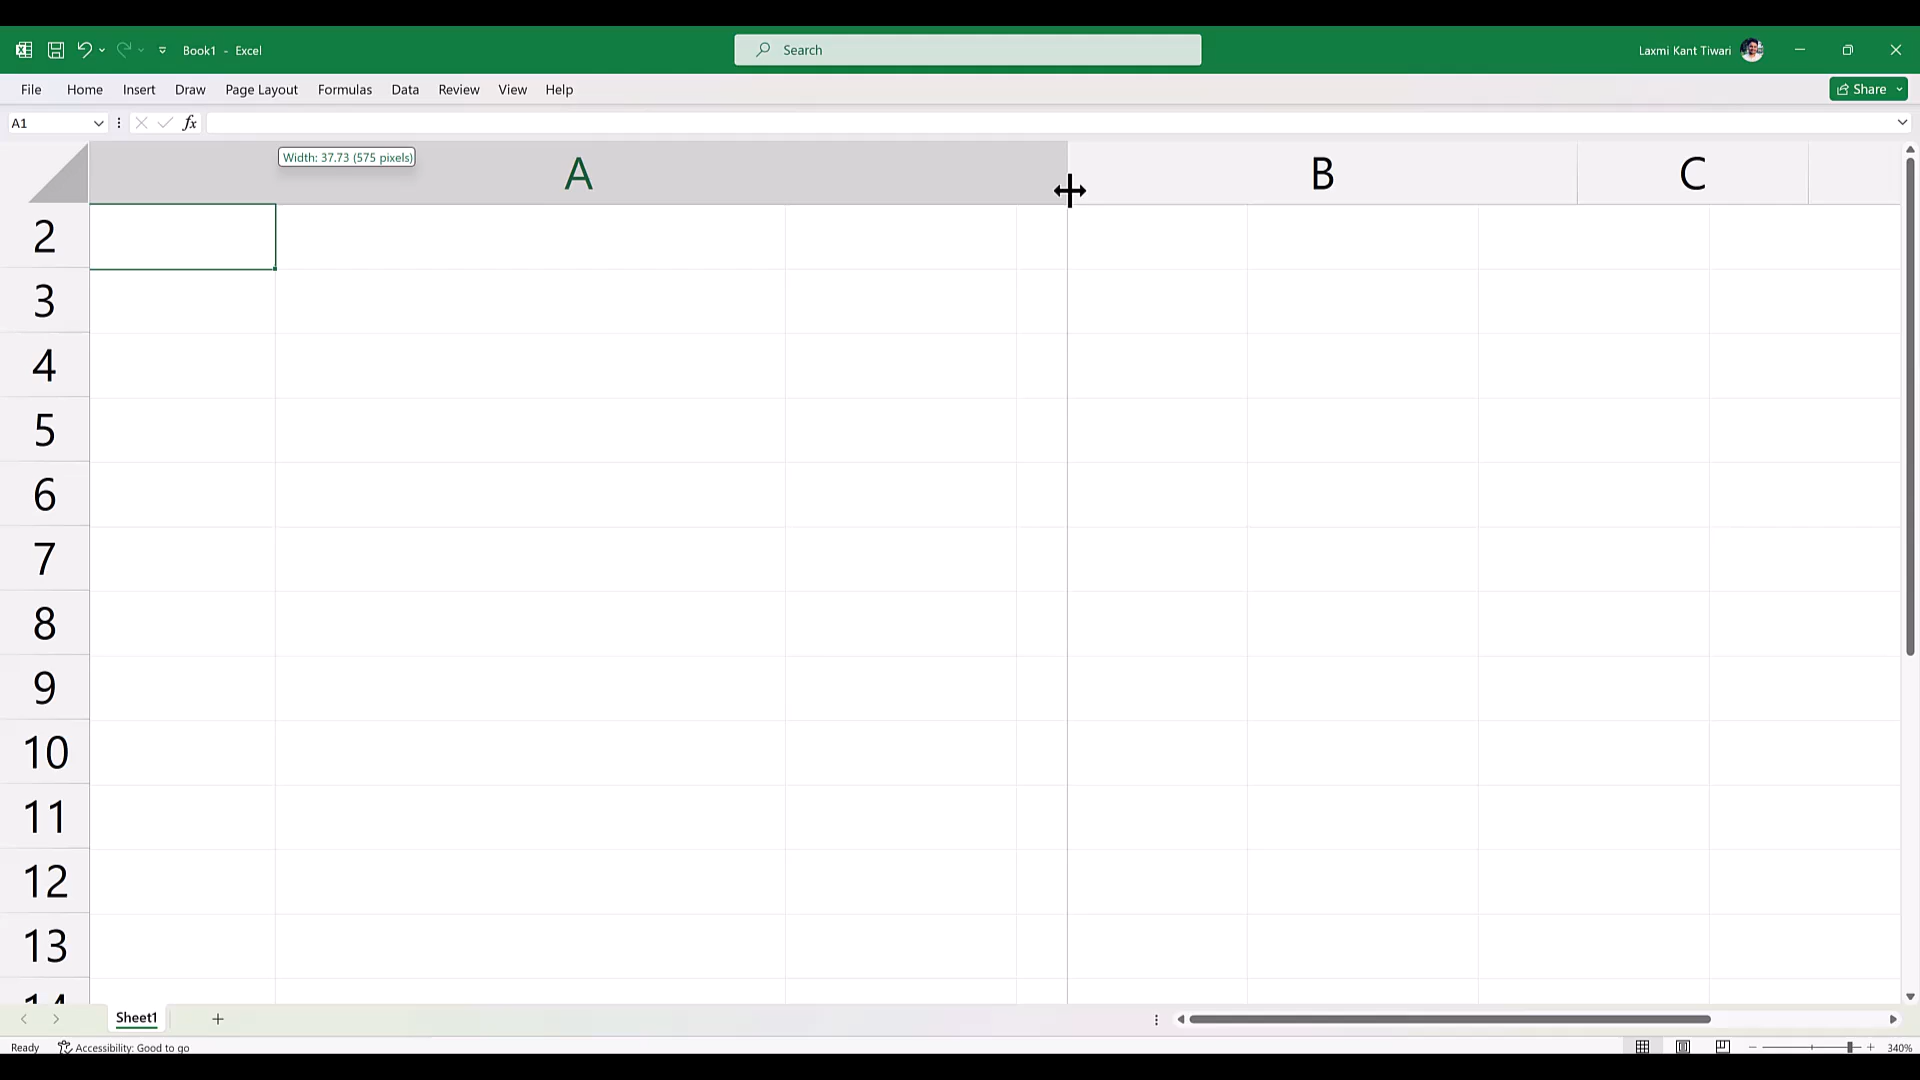 Book1 - Excel
Search
Laxmi Kant Tiwari
File Home Insert Draw Page Layout Formulas Data Review View Help
Share
A1
fx
Width: 37.73 (575 pixels)
A B C
2
3
4
5
6
7
8
9
10
11
12
13
14
Sheet1
Ready Accessibility: Good to go
340%